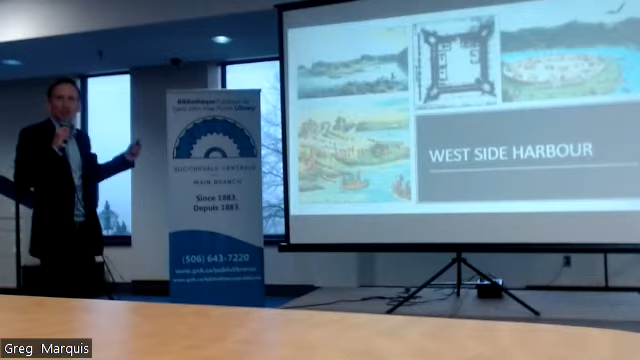 Bibliothèque
Library
SUCCURSALE CENTRALE
MAIN BRANCH
Since 1883.
Depuis 1883.
(506) 643-7220
WEST SIDE HARBOUR
Greg Marquis